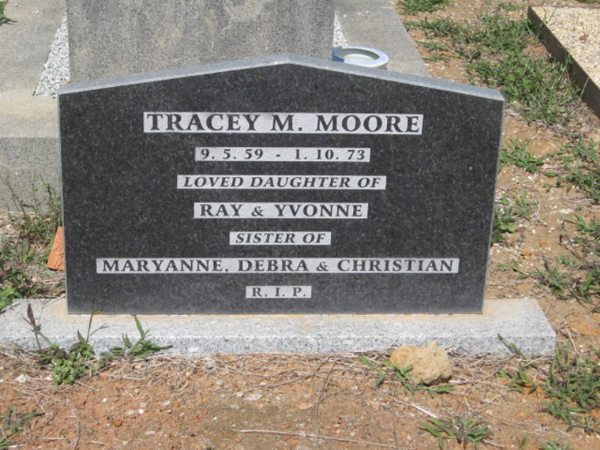 TRACEY M. MOORE
9. 5. 59 - 1. 10. 73
LOVED DAUGHTER OF
RAY & YVONNE
SISTER OF
MARYANNE, DEBRA & CHRISTIAN
R. I. P.